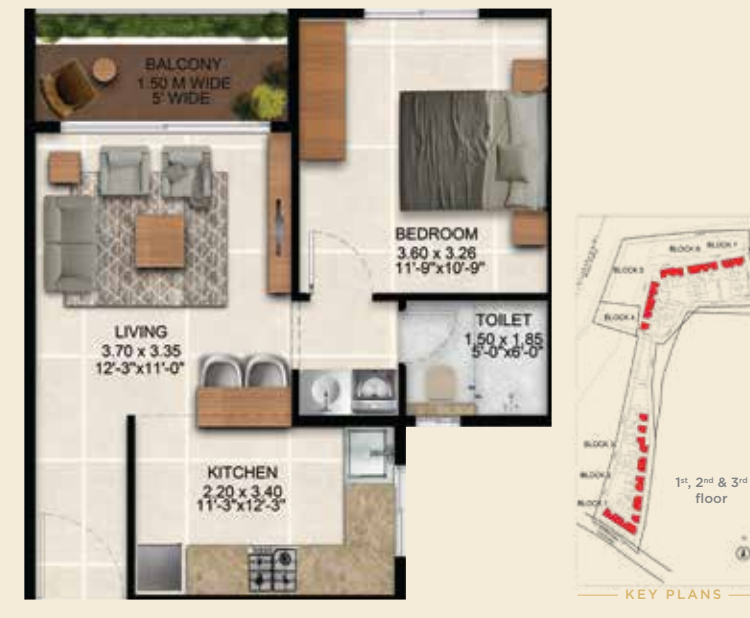 BALCONY
1.50 M WIDE
5' WIDE
BEDROOM
3.60 x 3.26
11'-9"x10'-9"
LIVING
3.70 x 3.35
12'-3"x11'-0"
TOILET
1.50 x 1.85
5'-0"x6'-0"
KITCHEN
2.20 x 3.40
11'-3"x12'-3"
BLOCK 6
BLOCK 7
BLOCK 5
BLOCK 4
BLOCK 3
BLOCK 2
BLOCK 1
1st, 2nd & 3rd
floor
KEY PLANS